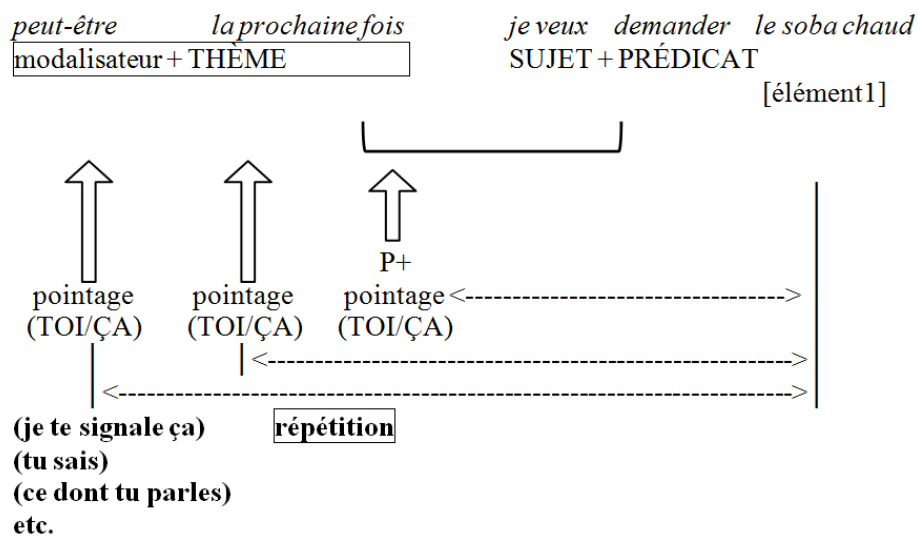 peut-être la prochaine fois je veux demander le soba chaud
modalisateur + THÈME SUJET + PRÉDICAT
[élément1]
P+
pointage pointage pointage <---------------------------------->
(TOI/ÇA) (TOI/ÇA) (TOI/ÇA)
<---------------------------------------------------------->
<------------------------------------------------------------------------->
(je te signale ça) répétition
(tu sais)
(ce dont tu parles)
etc.